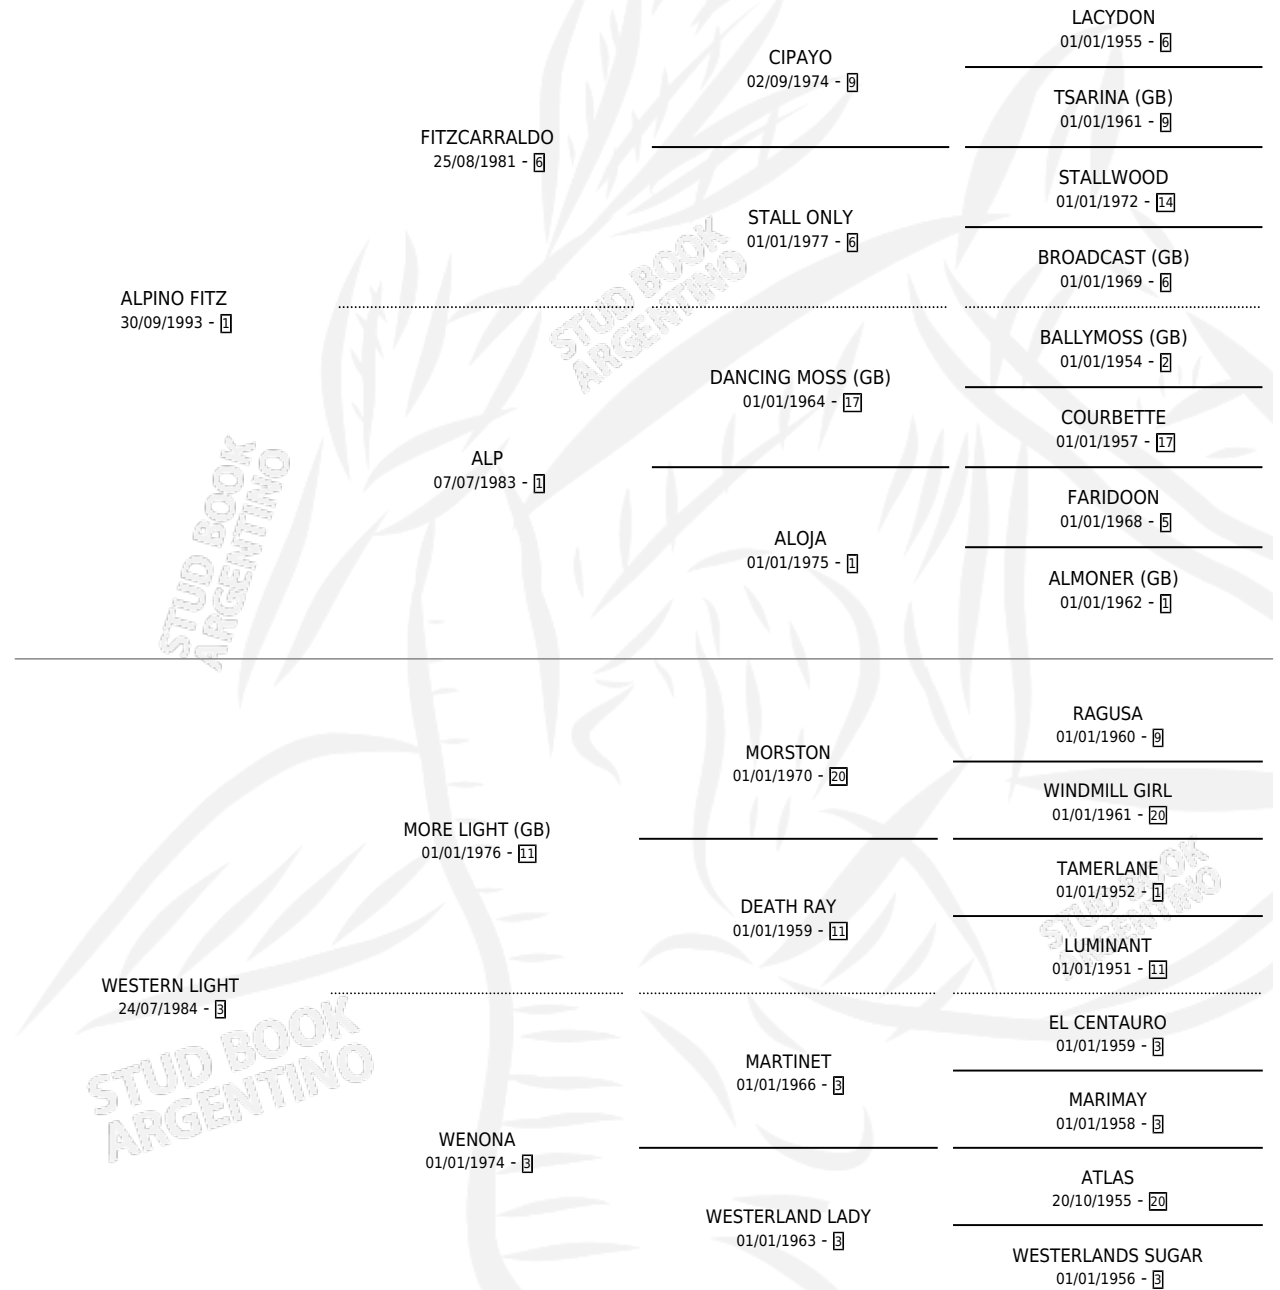 LACYDON
01/01/1955 - 6
CIPAYO
02/09/1974 - 9
TSARINA (GB)
01/01/1961 - 9
FITZCARRALDO
25/08/1981 - 6
STALLWOOD
01/01/1972 - 14
STALL ONLY
01/01/1977 - 6
BROADCAST (GB)
01/01/1969 - 6
ALPINO FITZ
30/09/1993 - 1
STUD BOOK
ARGENTINO
BALLYMOSS (GB)
01/01/1954 - 2
DANCING MOSS (GB)
01/01/1964 - 17
COURBETTE
01/01/1957 - 17
ALP
07/07/1983 - 1
FARIDOON
01/01/1968 - 5
ALOJA
01/01/1975 - 1
ALMONER (GB)
01/01/1962 - 1
STUD BOOK
ARGENTINO
RAGUSA
01/01/1960 - 9
MORSTON
01/01/1970 - 20
WINDMILL GIRL
01/01/1961 - 20
MORE LIGHT (GB)
01/01/1976 - 11
TAMERLANE
01/01/1952 - 1
DEATH RAY
01/01/1959 - 11
LUMINANT
01/01/1951 - 11
STUD BOOK
ARGENTINO
WESTERN LIGHT
24/07/1984 - 3
EL CENTAURO
01/01/1959 - 3
MARTINET
01/01/1966 - 3
MARIMAY
01/01/1958 - 3
STUD BOOK
ARGENTINO
WENONA
01/01/1974 - 3
ATLAS
20/10/1955 - 20
WESTERLAND LADY
01/01/1963 - 3
WESTERLANDS SUGAR
01/01/1956 - 3